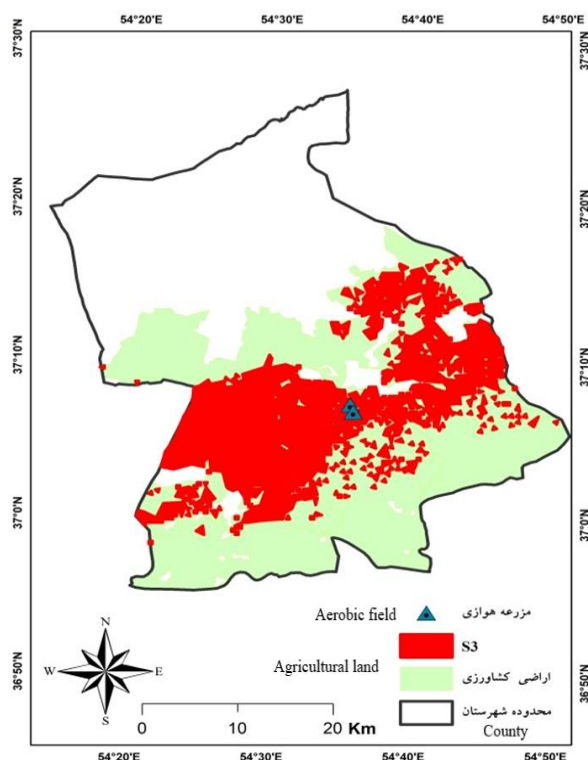 54°20'E 54°30'E 54°40'E 54°50'E
37°30'N 37°30'N
37°20'N 37°20'N
37°10'N 37°10'N
37°0'N 37°0'N
36°50'N 36°50'N
Aerobic field مزرعه هوازی
S3
Agricultural land اراضی کشاورزی
محدوده شهرستان
County
N
W E
S
0 10 20 Km
54°20'E 54°30'E 54°40'E 54°50'E